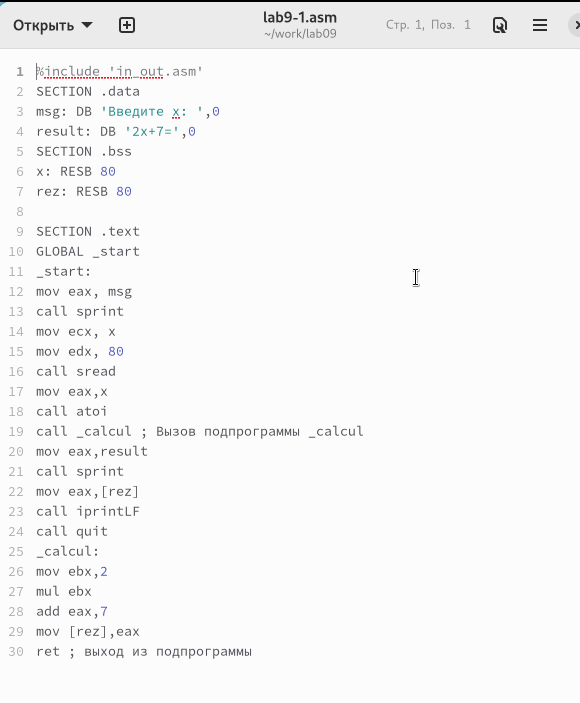 Открыть
lab9-1.asm
~/work/lab09
Стр. 1, Поз. 1
1 %include 'in_out.asm'
2 SECTION .data
3 msg: DB 'Введите x: ',0
4 result: DB '2x+7=',0
5 SECTION .bss
6 x: RESB 80
7 rez: RESB 80
8
9 SECTION .text
10 GLOBAL _start
11 _start:
12 mov eax, msg
13 call sprint
14 mov ecx, x
15 mov edx, 80
16 call sread
17 mov eax,x
18 call atoi
19 call _calcul ; Вызов подпрограммы _calcul
20 mov eax,result
21 call sprint
22 mov eax,[rez]
23 call iprintLF
24 call quit
25 _calcul:
26 mov ebx,2
27 mul ebx
28 add eax,7
29 mov [rez],eax
30 ret ; выход из подпрограммы